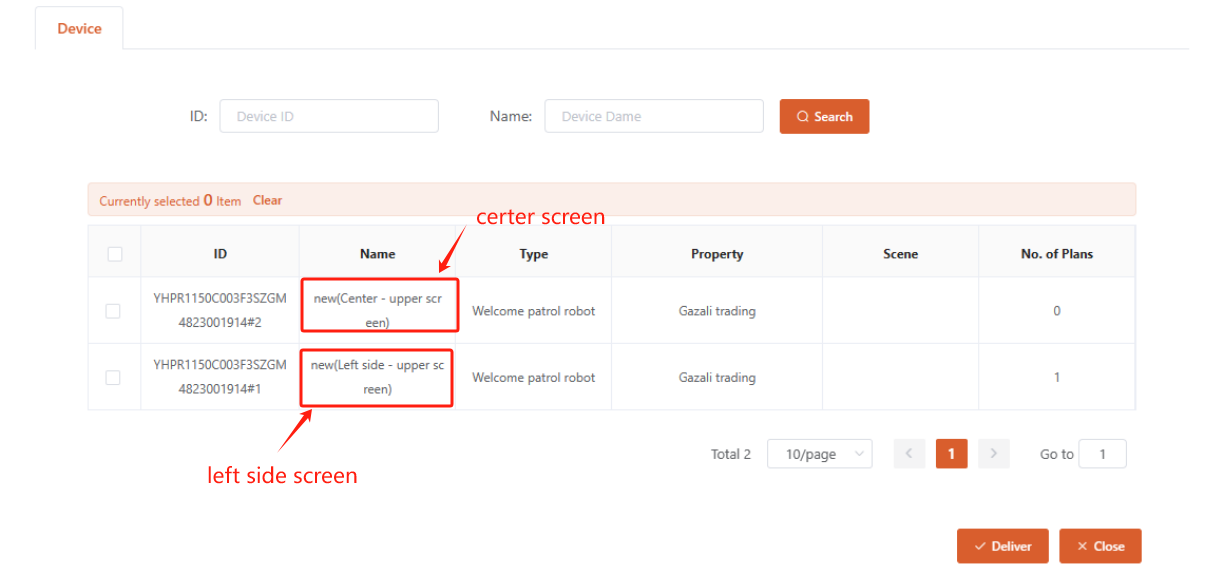 Device
ID: Device ID Name: Device Dame Search
Currently selected 0 Item Clear
certer screen
ID Name Type Property Scene No. of Plans
YHPR1150C003F3SZGM new(Center - upper scr Welcome patrol robot Gazali trading 0
4823001914#2 een)
YHPR1150C003F3SZGM new(Left side - upper sc Welcome patrol robot Gazali trading 1
4823001914#1 reen)
Total 2 10/page < 1 > Go to 1
left side screen
Deliver Close